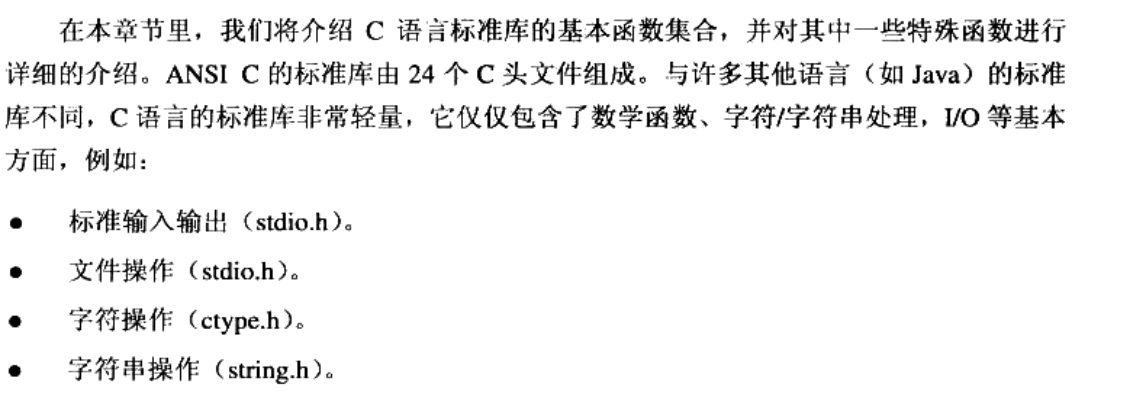 在本章节里，我们将介绍 C 语言标准库的基本函数集合，并对其中一些特殊函数进行
详细的介绍。ANSI C 的标准库由 24 个 C 头文件组成。与许多其他语言（如 Java）的标准
库不同，C 语言的标准库非常轻量，它仅仅包含了数学函数、字符/字符串处理，I/O 等基本
方面，例如：
● 标准输入输出（stdio.h）。
● 文件操作（stdio.h）。
● 字符操作（ctype.h）。
● 字符串操作（string.h）。